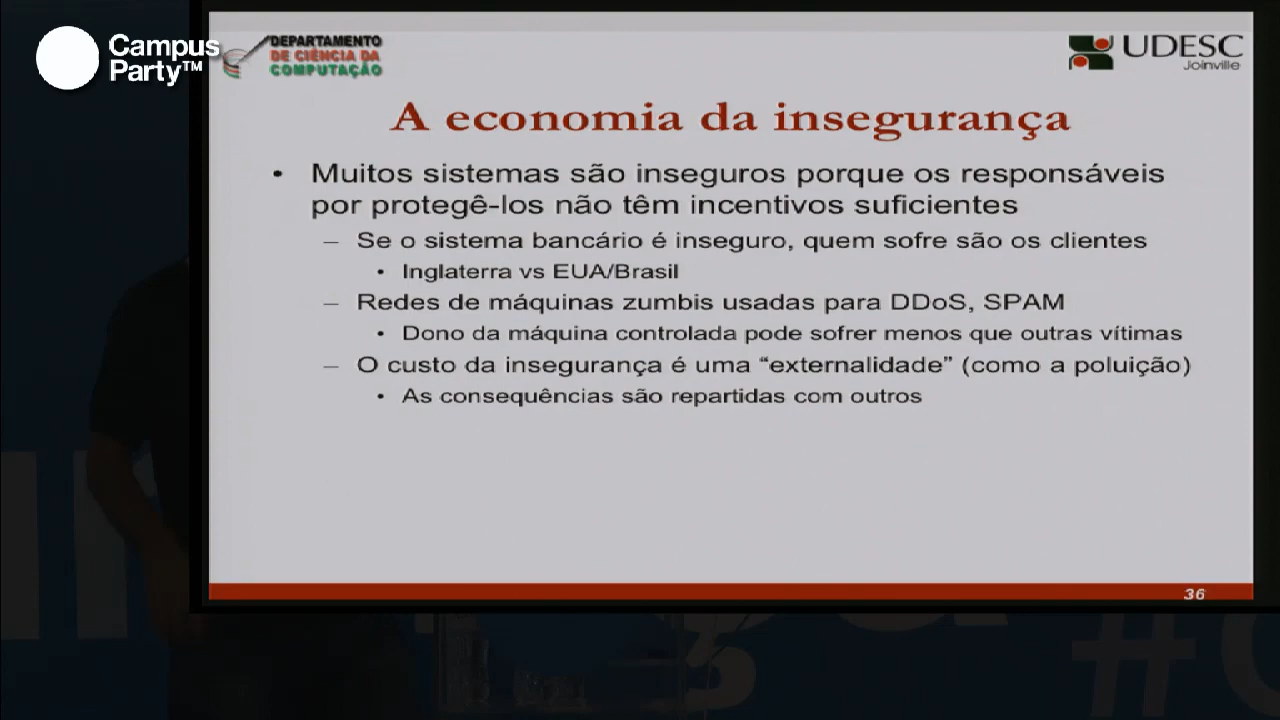 Campus
Party™
DEPARTAMENTO
DE CIÊNCIA DA
COMPUTAÇÃO
UDESC
Joinville
A economia da insegurança
• Muitos sistemas são inseguros porque os responsáveis
por protegê-los não têm incentivos suficientes
– Se o sistema bancário é inseguro, quem sofre são os clientes
• Inglaterra vs EUA/Brasil
– Redes de máquinas zumbis usadas para DDoS, SPAM
• Dono da máquina controlada pode sofrer menos que outras vítimas
– O custo da insegurança é uma “externalidade” (como a poluição)
• As consequências são repartidas com outros
36